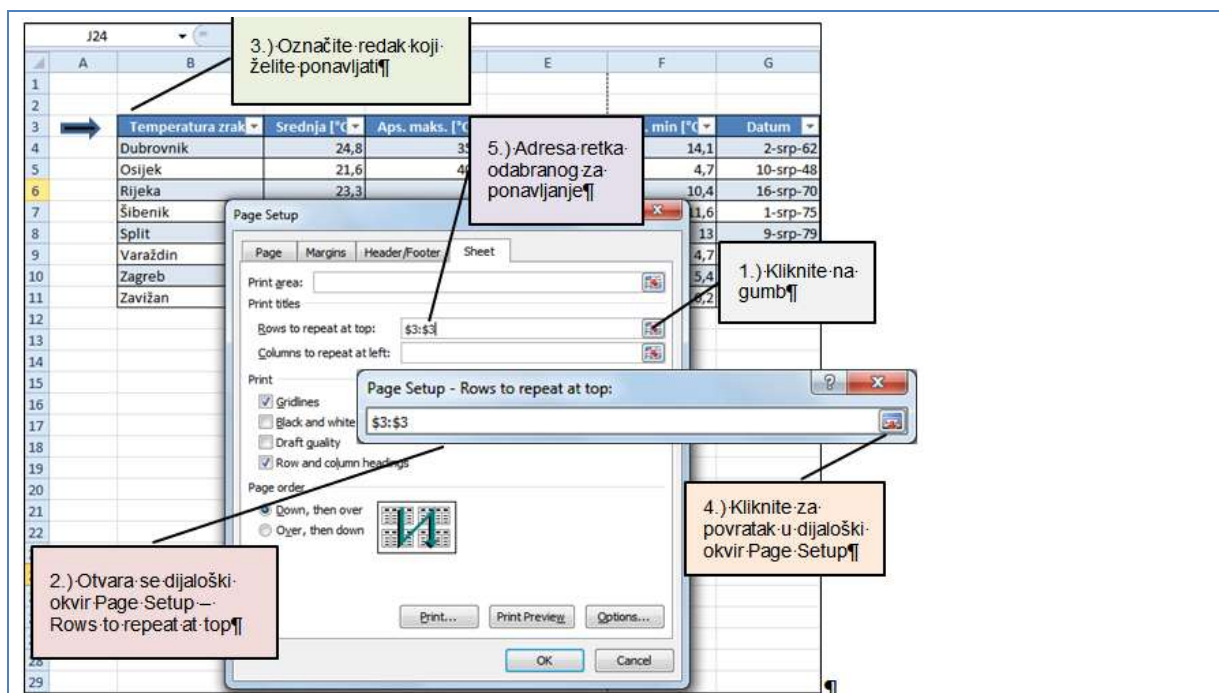 J24
3.)·Označite·redak·koji·
želite·ponavljati¶
A B E F G
1
2
3 Temperatura zrak Srednja [°C Aps. maks. [° . min [°C Datum
4 Dubrovnik 24,8 35 14,1 2-srp-62
5 Osijek 21,6 40 4,7 10-srp-48
6 Rijeka 23,3 10,4 16-srp-70
7 Šibenik 11,6 1-srp-75
8 Split 13 9-srp-79
9 Varaždin 4,7
10 Zagreb 5,4
11 Zavižan
12
13
14
15
16
17
18
19
20
21
22
28
29
5.)·Adresa·retka·
odabranog·za·
ponavljanje¶
1.)·Kliknite·na·
gumb¶
Page Setup
Page Margins Header/Footer Sheet
Print area:
Print titles
Rows to repeat at top: $3:$3
Columns to repeat at left:
Print
Gridlines
Black and white
Draft quality
Row and column headings
Page Setup - Rows to repeat at top:
$3:$3
Page order
Down, then over
Over, then down
4.)·Kliknite·za·
povratak·u·dijaloški·
okvir·Page·Setup¶
2.)·Otvara·se·dijaloški·
okvir·Page·Setup·–·
Rows·to·repeat·at·top¶
Print... Print Preview Options...
OK Cancel
¶